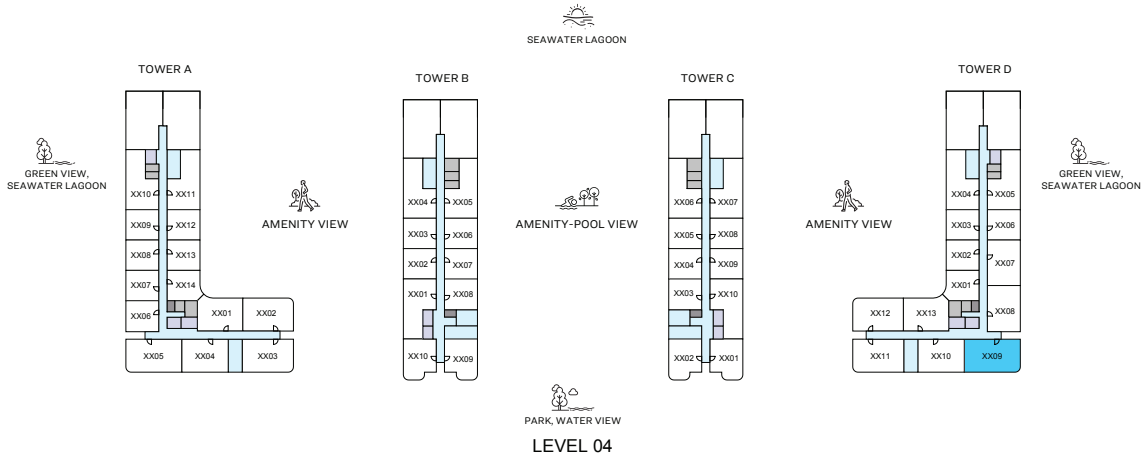 SEAWATER LAGOON
TOWER A
TOWER B
TOWER C
TOWER D
GREEN VIEW,
SEAWATER LAGOON
AMENITY VIEW
AMENITY-POOL VIEW
AMENITY VIEW
GREEN VIEW,
SEAWATER LAGOON
XX10 XX11
XX09 XX12
XX08 XX13
XX07 XX14
XX06 XX01 XX02
XX05 XX04 XX03
XX04 XX05
XX03 XX06
XX02 XX07
XX01 XX08
XX10 XX09
XX06 XX07
XX05 XX08
XX04 XX09
XX03 XX10
XX02 XX01
XX04 XX05
XX03 XX06
XX02 XX07
XX01
XX12 XX13 XX08
XX11 XX10 XX09
PARK, WATER VIEW
LEVEL 04